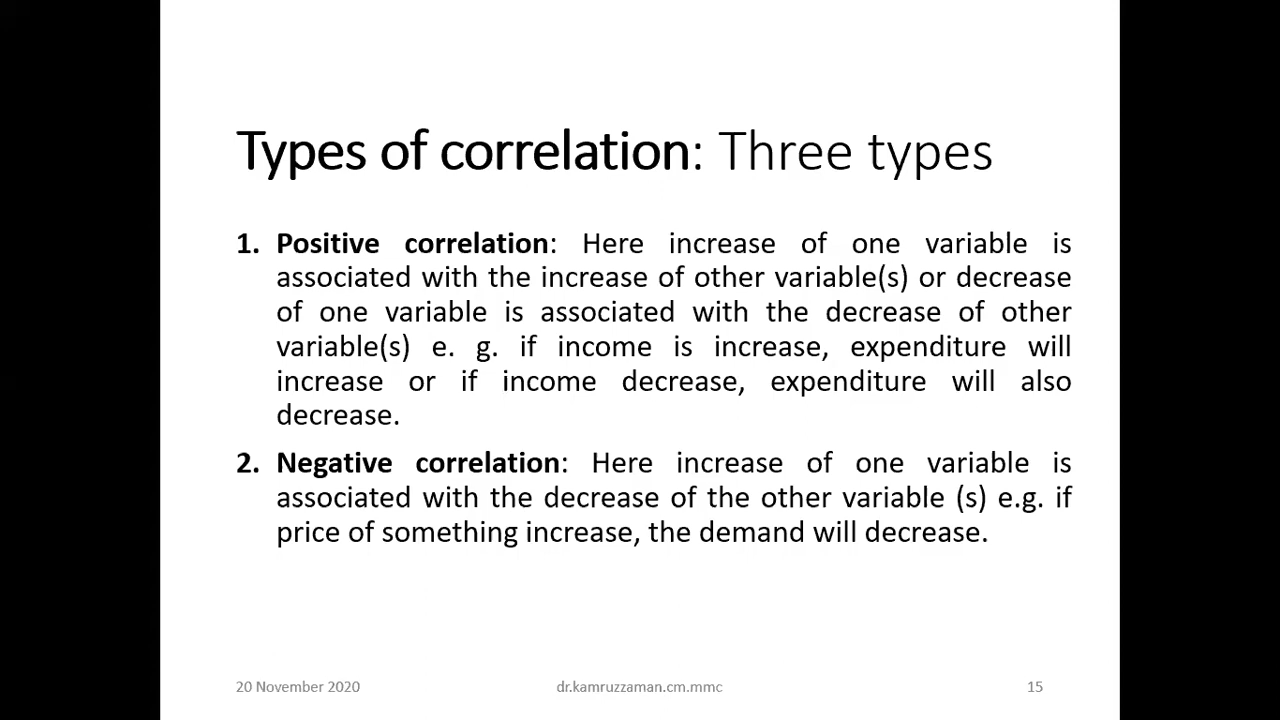 Types of correlation: Three types
1. Positive correlation: Here increase of one variable is
associated with the increase of other variable(s) or decrease
of one variable is associated with the decrease of other
variable(s) e. g. if income is increase, expenditure will
increase or if income decrease, expenditure will also
decrease.
2. Negative correlation: Here increase of one variable is
associated with the decrease of the other variable (s) e.g. if
price of something increase, the demand will decrease.
20 November 2020 dr.kamruzzaman.cm.mmc 15